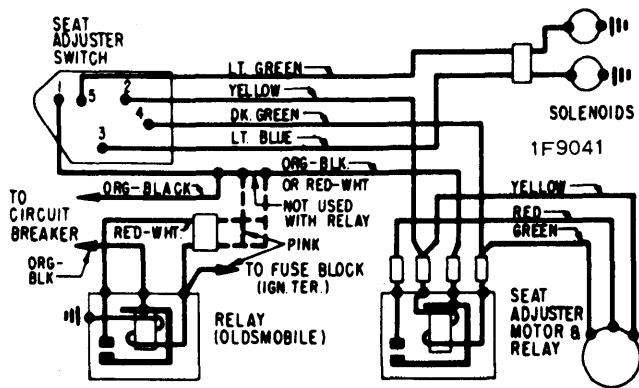 SEAT
ADJUSTER
SWITCH
1
5
2
4
3
LT. GREEN
YELLOW
DK. GREEN
LT. BLUE
SOLENOIDS
1F9041
ORG-BLK.
OR RED-WHT
NOT USED
WITH RELAY
ORG-BLACK
TO
CIRCUIT
BREAKER
RED-WHT.
PINK
ORG-
BLK
TO FUSE BLOCK
(IGN. TER.)
YELLOW
RED
GREEN
RELAY
(OLDSMOBILE)
SEAT
ADJUSTER
MOTOR &
RELAY